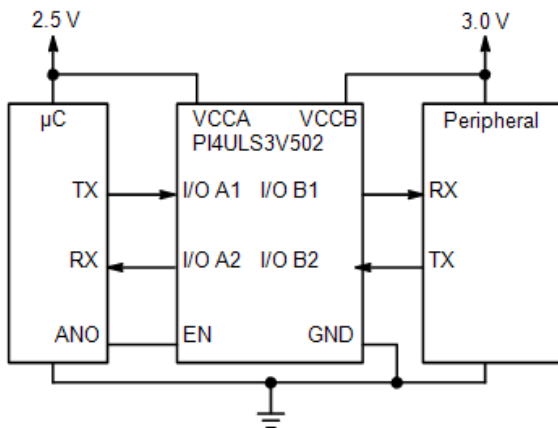 2.5 V
3.0 V
µC
VCCA
VCCB
PI4ULS3V502
Peripheral
TX
I/O A1
I/O B1
RX
RX
I/O A2
I/O B2
TX
ANO
EN
GND